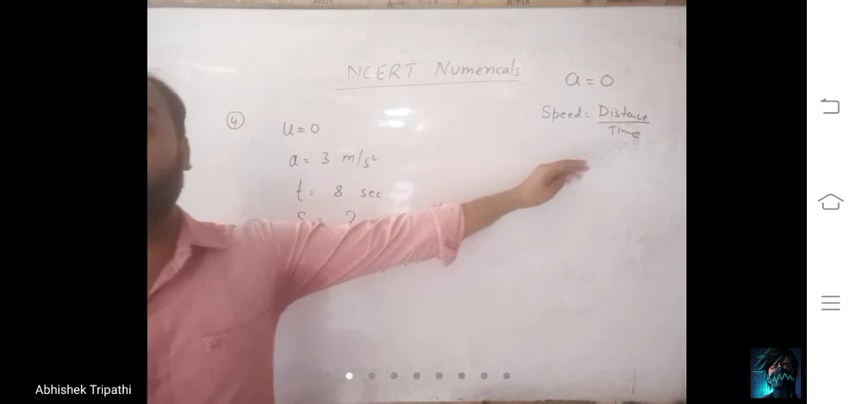 NCERT Numericals
a = 0
Speed = Distance
Time
④
u = 0
a = 3 m/s²
t = 8 sec
S = ?
Abhishek Tripathi